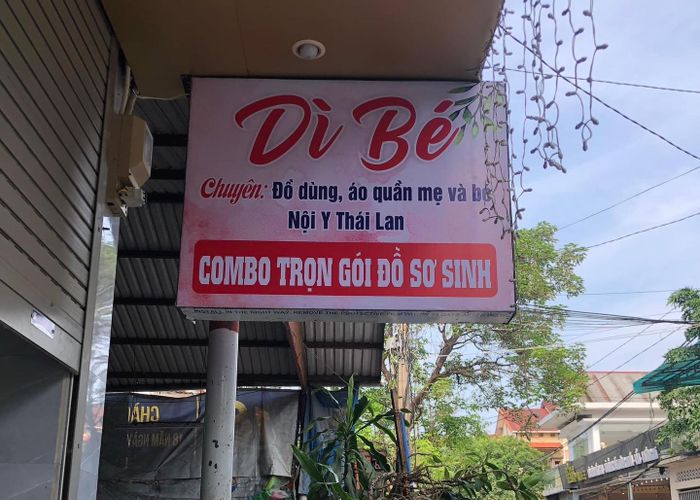 Dì Bé
Chuyên: Đồ dùng, áo quần mẹ và bé
Nội Y Thái Lan
COMBO TRỌN GÓI ĐỒ SƠ SINH